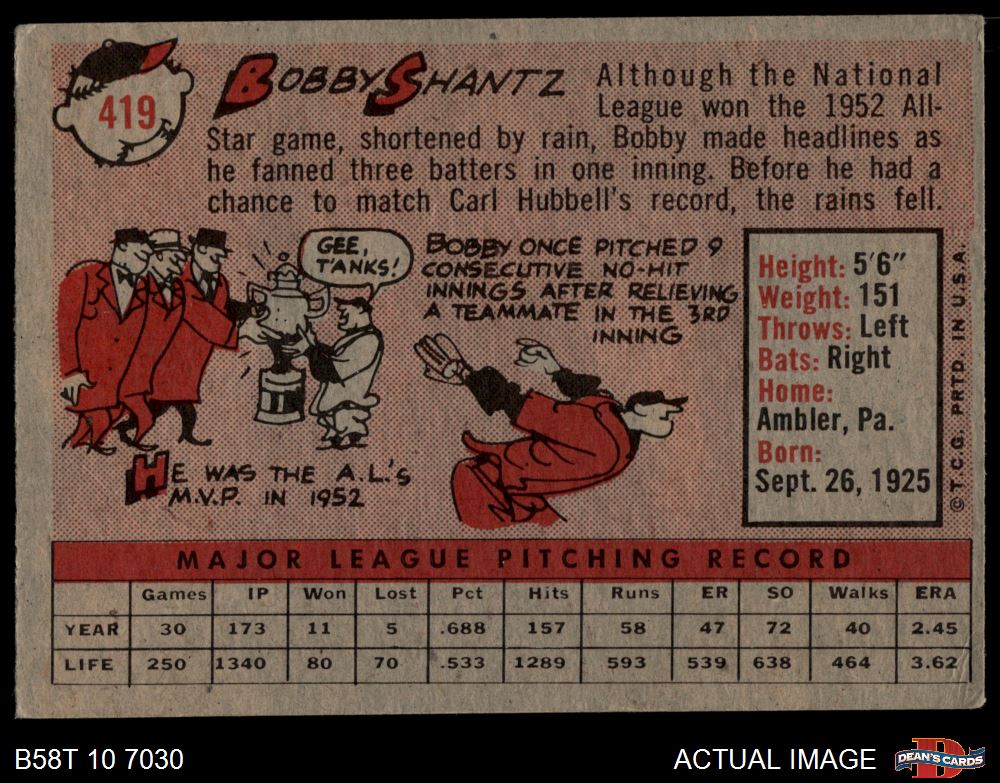 419
BOBBY SHANTZ
Although the National
League won the 1952 All-
Star game, shortened by rain, Bobby made headlines as
he fanned three batters in one inning. Before he had a
chance to match Carl Hubbell's record, the rains fell.
GEE,
TANKS!
HE WAS THE A.L.'S
M.V.P. IN 1952
BOBBY ONCE PITCHED 9
CONSECUTIVE NO-HIT
INNINGS AFTER RELIEVING
A TEAMMATE IN THE 3RD
INNING
Height: 5'6"
Weight: 151
Throws: Left
Bats: Right
Home:
Ambler, Pa.
Born:
Sept. 26, 1925
© T.C.G. PRTD. IN U.S.A.
MAJOR LEAGUE PITCHING RECORD
Games IP Won Lost Pct Hits Runs ER SO Walks ERA
YEAR 30 173 11 5 .688 157 58 47 72 40 2.45
LIFE 250 1340 80 70 .533 1289 593 539 638 464 3.62
B58T 10 7030
ACTUAL IMAGE
D
DEAN'S CARDS